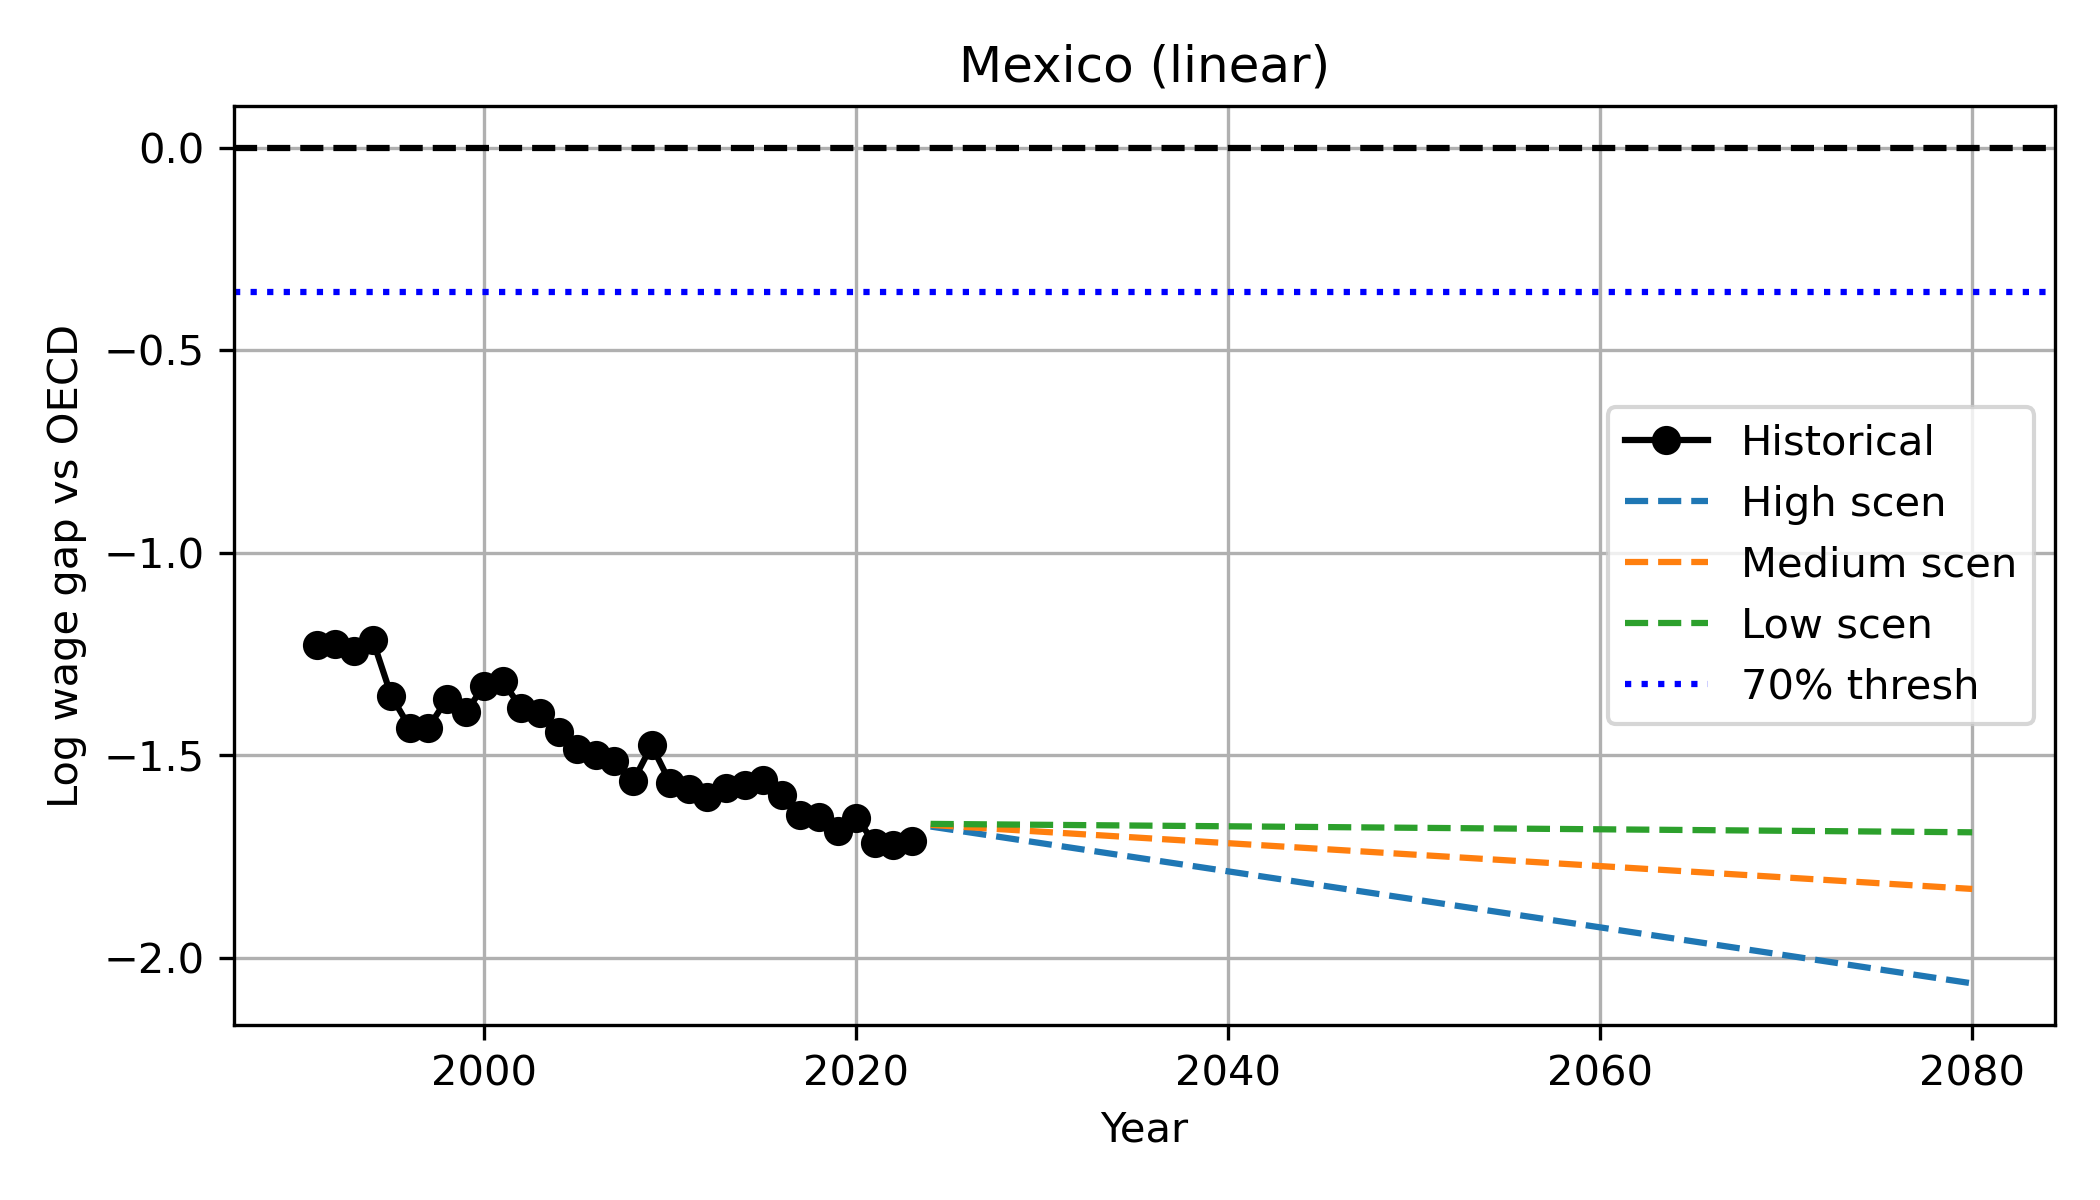 Mexico (linear)
Log wage gap vs OECD
0.0
−0.5
−1.0
−1.5
−2.0
Historical
High scen
Medium scen
Low scen
70% thresh
2000
2020
2040
2060
2080
Year